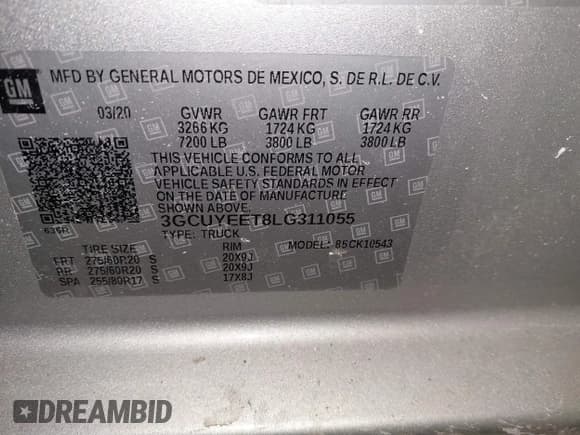 GM
MFD BY GENERAL MOTORS DE MEXICO, S. DE R.L. DE C.V.
03/20 GVWR GAWR FRT GAWR RR
3266 KG 1724 KG 1724 KG
7200 LB 3800 LB 3800 LB
THIS VEHICLE CONFORMS TO ALL
APPLICABLE U.S. FEDERAL MOTOR
VEHICLE SAFETY STANDARDS IN EFFECT
ON THE DATE OF MANUFACTURE
SHOWN ABOVE.
3GCUYEET8LG311055
TYPE: TRUCK MODEL: 85CK10543
636R
TIRE SIZE RIM
FRT 275/60R20 S 20X9J
RR 275/60R20 S 20X9J
SPA 255/80R17 S 17X8J
DREAMBID